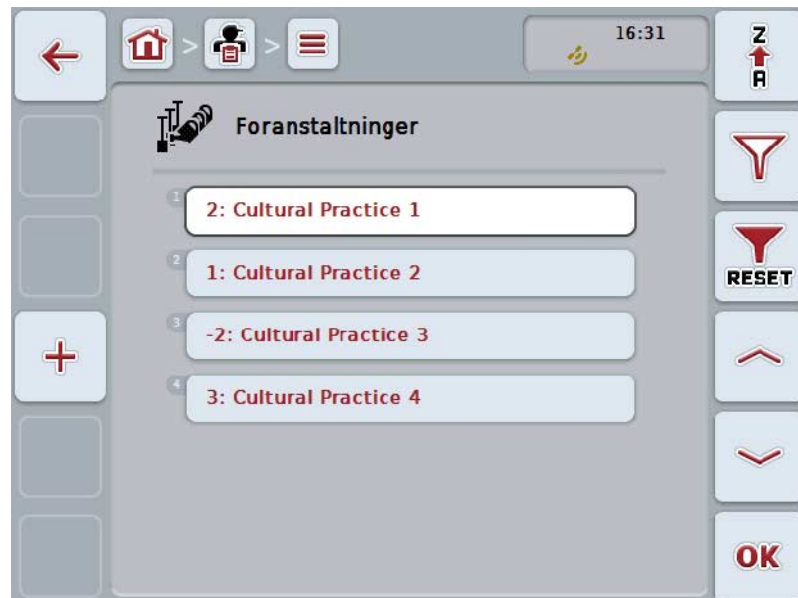 16:31
Z
A
Foranstaltninger
1
2: Cultural Practice 1
2
1: Cultural Practice 2
RESET
3
-2: Cultural Practice 3
4
3: Cultural Practice 4
OK